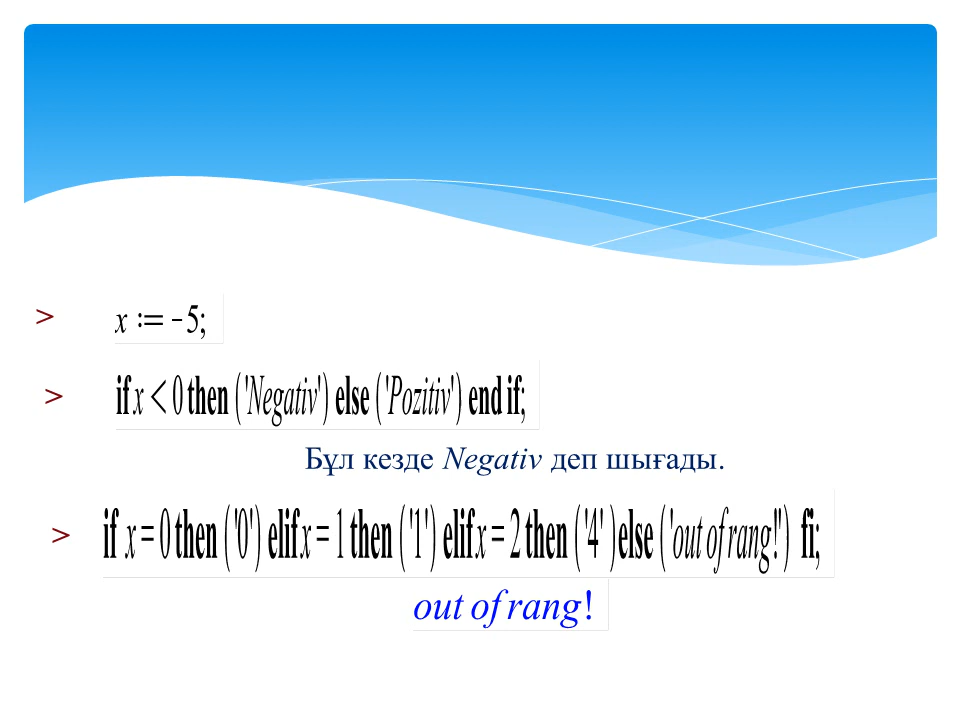 > x := −5;
> if x < 0 then ('Negativ') else ('Pozitiv') end if;
Бұл кезде Negativ деп шығады.
> if x = 0 then ('0') elif x = 1 then ('1') elif x = 2 then ('4') else ('out of rang!') fi;
out of rang!